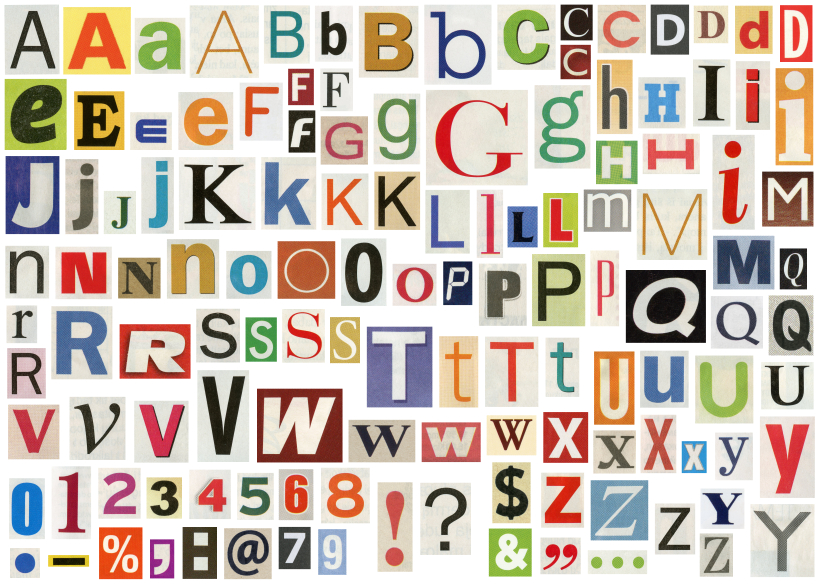 A A a A B b B b C C C C D D d D
e E E e F F F f G g G g h H I i i
H H
J j J j K k K K L l L L m M i M
n N N n o O O o P P P p Q M Q
r R R S S S S T t T t U u U Q Q
R U
V v V V W W w W X x X x y y
0 1 2 3 4 5 6 8 ! ? $ Z Z Z Y Y
. - % ; : @ 7 9 & ” ... Z